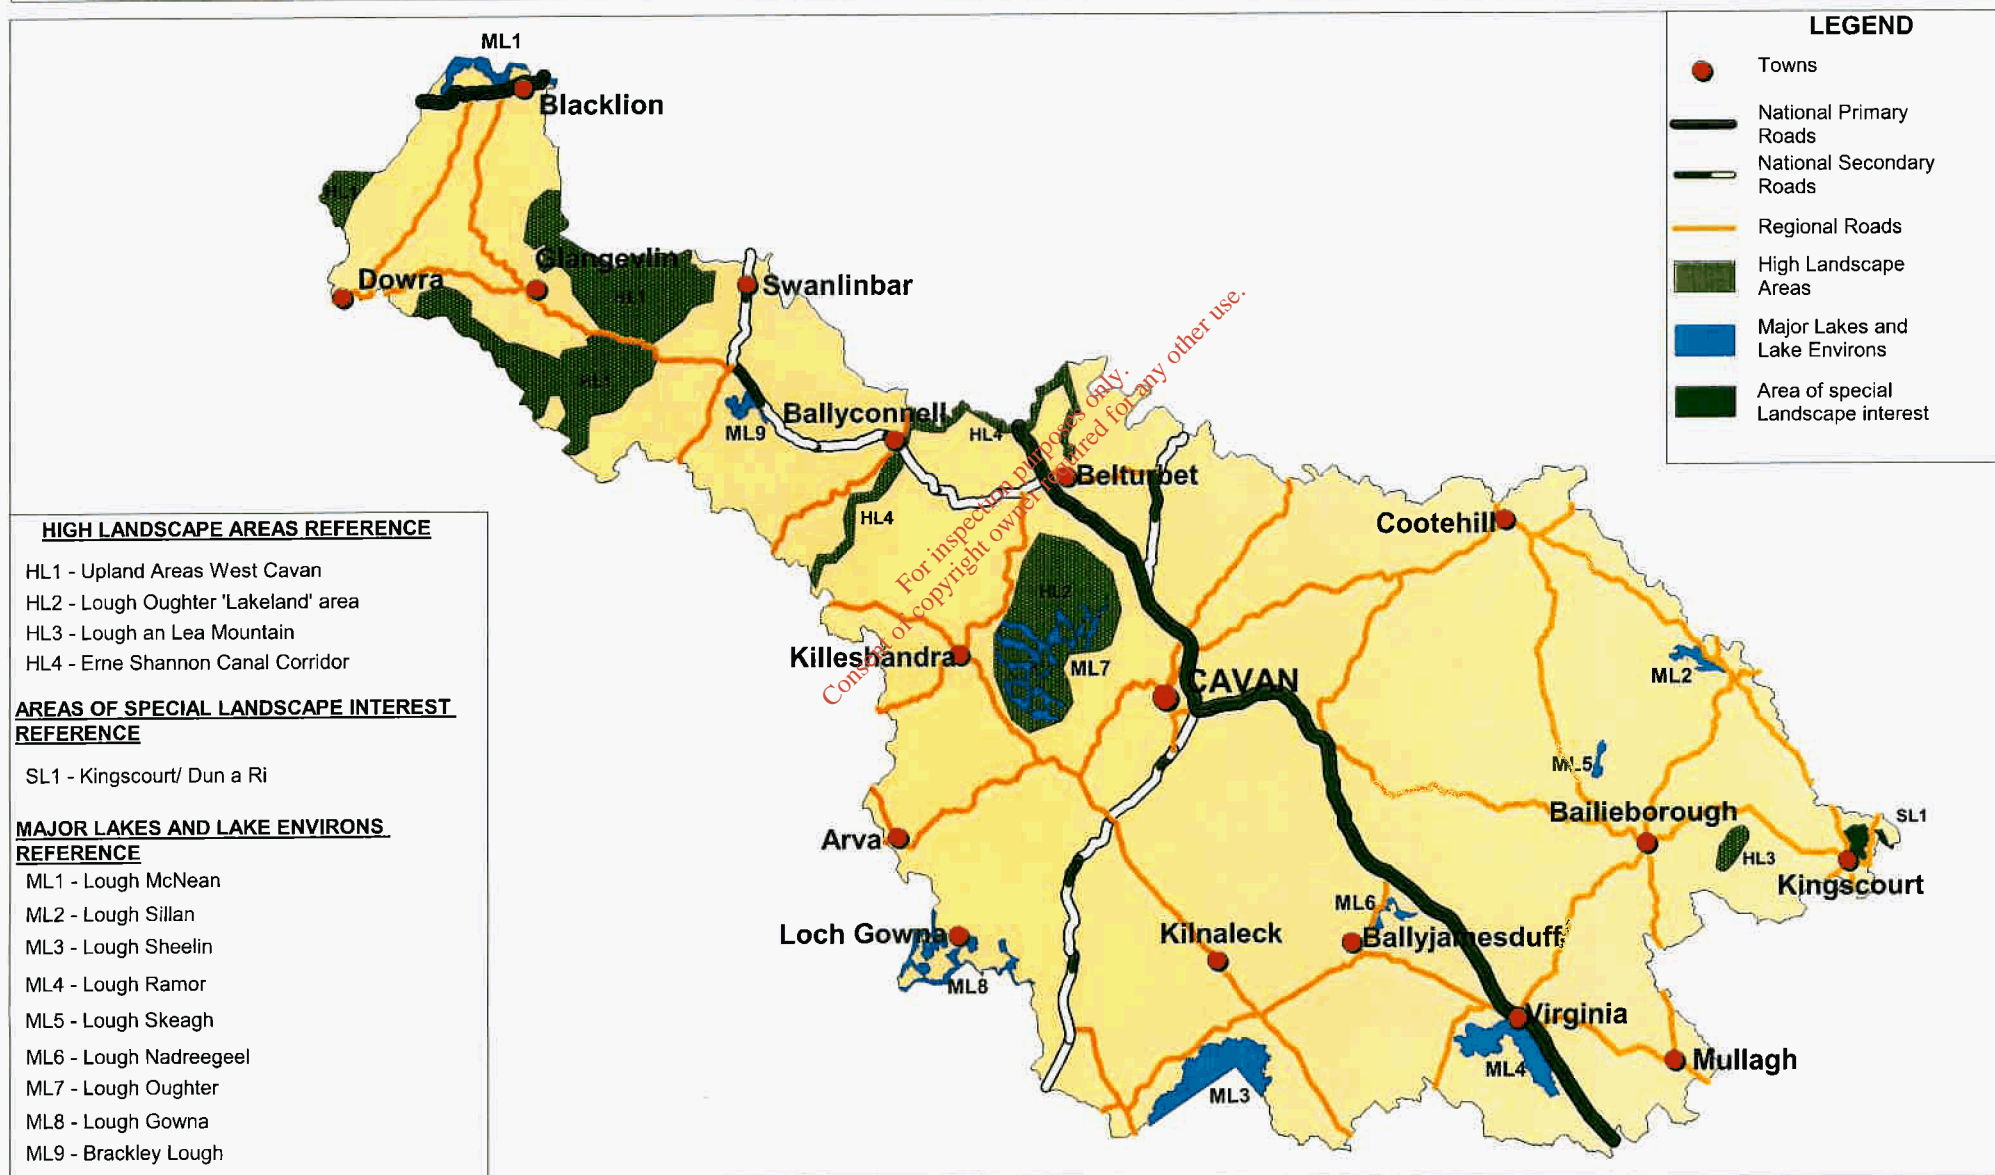 ML1
Blacklion
HL1
Glangevlin
Dowra
HL1
Swanlinbar
HL1
ML9
Ballyconnell
HL4
Belturbet
HL4
Cootehill
HL2
Killeshandra
ML7
CAVAN
ML2
ML5
Bailieborough
SL1
HL3
Kingscourt
Arva
Loch Gowna
ML8
Kilnaleck
ML6
Ballyjamesduff
Virginia
ML4
Mullagh
ML3
For inspection purposes only.
Consent of copyright owner required for any other use.
LEGEND
Towns
National Primary
Roads
National Secondary
Roads
Regional Roads
High Landscape
Areas
Major Lakes and
Lake Environs
Area of special
Landscape interest
HIGH LANDSCAPE AREAS REFERENCE
HL1 - Upland Areas West Cavan
HL2 - Lough Oughter 'Lakeland' area
HL3 - Lough an Lea Mountain
HL4 - Erne Shannon Canal Corridor
AREAS OF SPECIAL LANDSCAPE INTEREST
REFERENCE
SL1 - Kingscourt/ Dun a Ri
MAJOR LAKES AND LAKE ENVIRONS
REFERENCE
ML1 - Lough McNean
ML2 - Lough Sillan
ML3 - Lough Sheelin
ML4 - Lough Ramor
ML5 - Lough Skeagh
ML6 - Lough Nadreegeel
ML7 - Lough Oughter
ML8 - Lough Gowna
ML9 - Brackley Lough